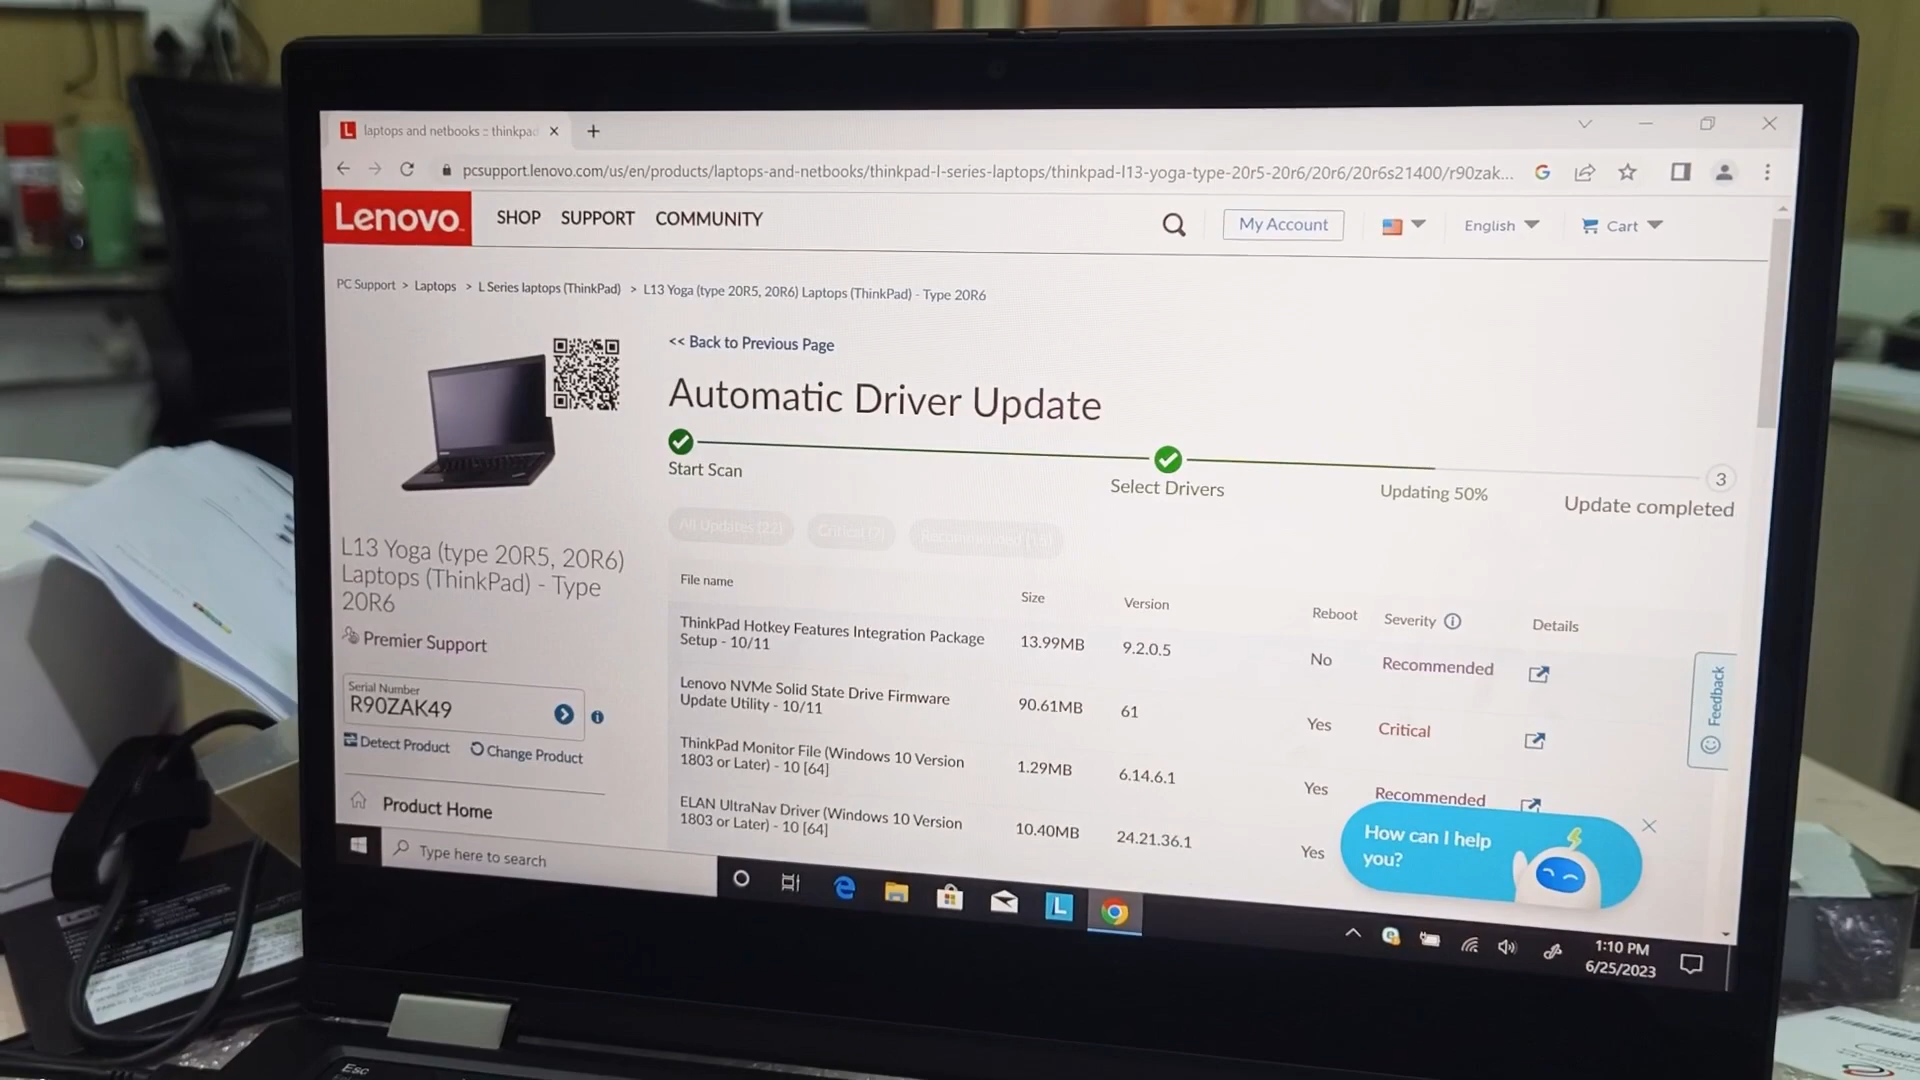 laptops and netbooks :: thinkpad
pcsupport.lenovo.com/us/en/products/laptops-and-netbooks/thinkpad-l-series-laptops/thinkpad-l13-yoga-type-20r5-20r6/20r6/20r6s21400/r90zak...
Lenovo
SHOP SUPPORT COMMUNITY
My Account
English
Cart
PC Support > Laptops > L Series laptops (ThinkPad) > L13 Yoga (type 20R5, 20R6) Laptops (ThinkPad) - Type 20R6
<< Back to Previous Page
Automatic Driver Update
Start Scan
Select Drivers
Updating 50%
3
Update completed
All Updates (22) Critical (7) Recommended (15)
L13 Yoga (type 20R5, 20R6)
Laptops (ThinkPad) - Type
20R6
Premier Support
Serial Number
R90ZAK49
Detect Product Change Product
Product Home
File name Size Version Reboot Severity Details
ThinkPad Hotkey Features Integration Package
Setup - 10/11
13.99MB 9.2.0.5 No Recommended
Lenovo NVMe Solid State Drive Firmware
Update Utility - 10/11
90.61MB 61 Yes Critical
ThinkPad Monitor File (Windows 10 Version
1803 or Later) - 10 [64]
1.29MB 6.14.6.1 Yes Recommended
ELAN UltraNav Driver (Windows 10 Version
1803 or Later) - 10 [64]
10.40MB 24.21.36.1 Yes
Feedback
How can I help
you?
Type here to search
1:10 PM
6/25/2023
Esc